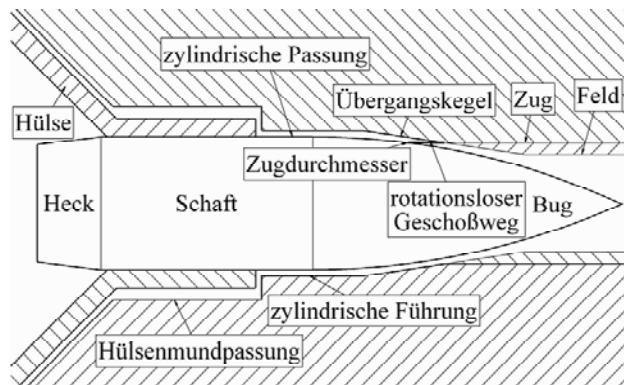 zylindrische Passung
Übergangskegel
Zug
Feld
Hülse
Zugdurchmesser
rotationsloser
Geschoßweg
Heck
Schaft
Bug
zylindrische Führung
Hülsenmundpassung